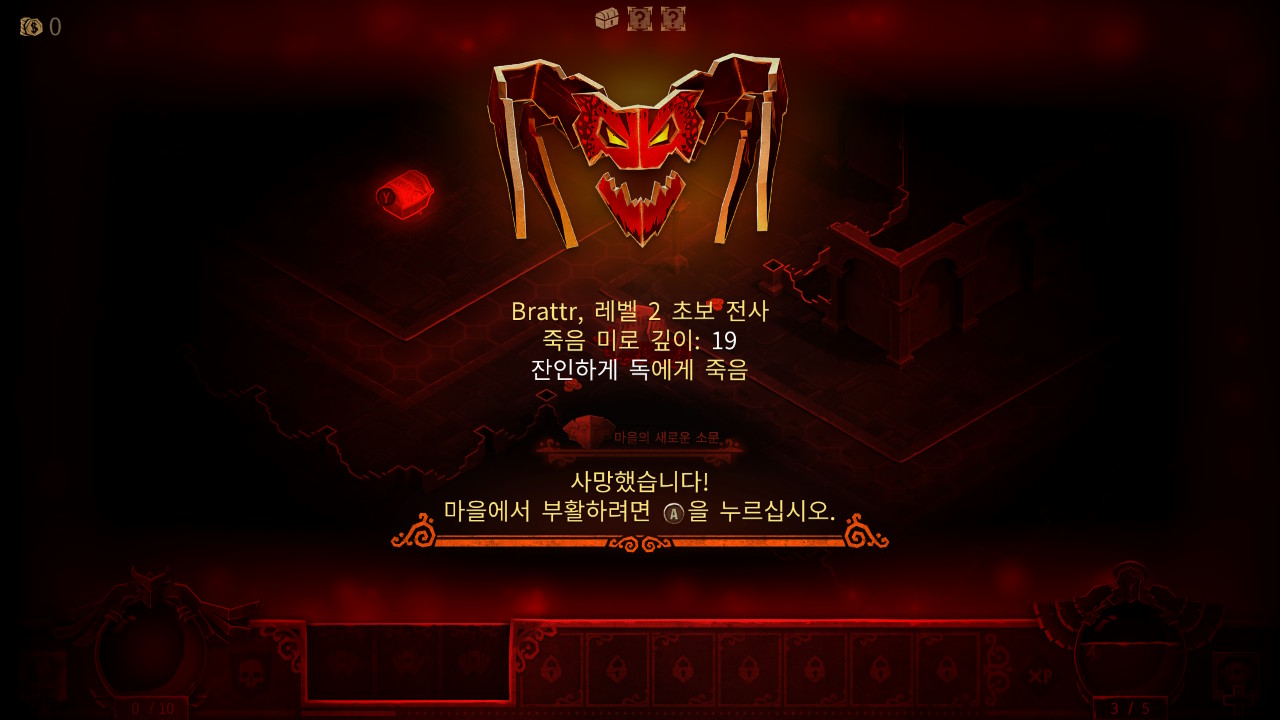 0
Y
Brattr, 레벨 2 초보 전사
죽음 미로 깊이: 19
잔인하게 독에게 죽음
마을의 새로운 소문
사망했습니다!
마을에서 부활하려면 A을 누르십시오.
XP
0 / 10
3 / 5